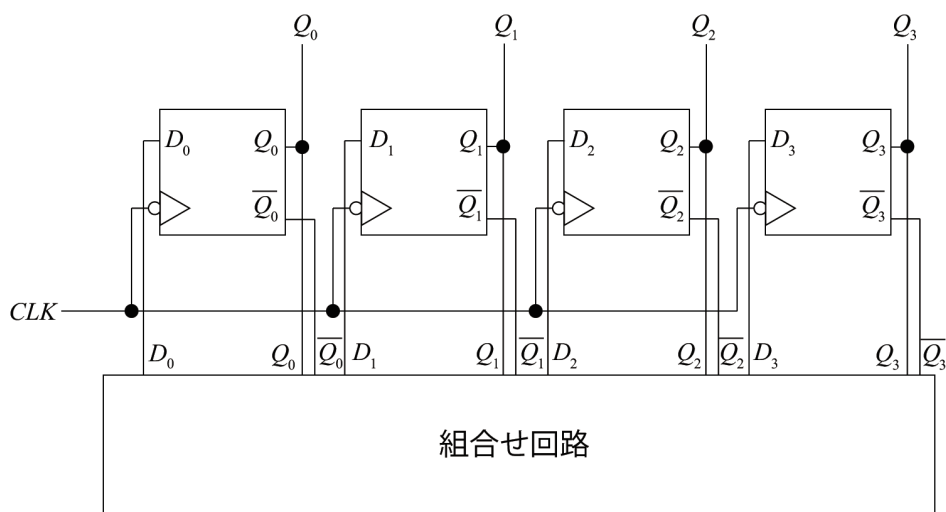 Q₀ Q₁ Q₂ Q₃
D₀ Q₀ D₁ Q₁ D₂ Q₂ D₃ Q₃
Q̅₀ Q̅₁ Q̅₂ Q̅₃
CLK
D₀ Q₀ Q̅₀ D₁ Q₁ Q̅₁ D₂ Q₂ Q̅₂ D₃ Q₃ Q̅₃
組合せ回路